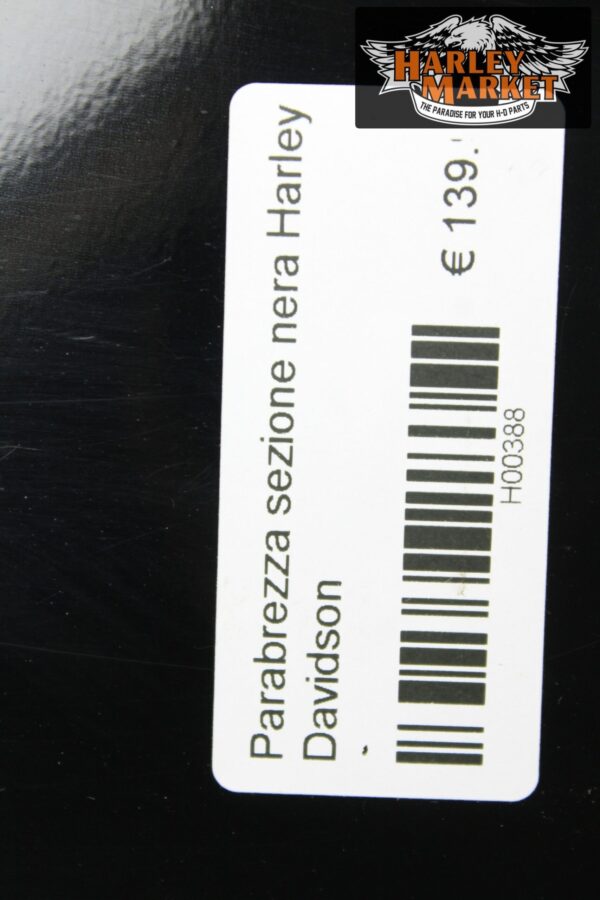 HARLEY
MARKET
THE PARADISE FOR YOUR H-D PARTS
Parabrezza sezione nera Harley
Davidson
€ 139.
H00388